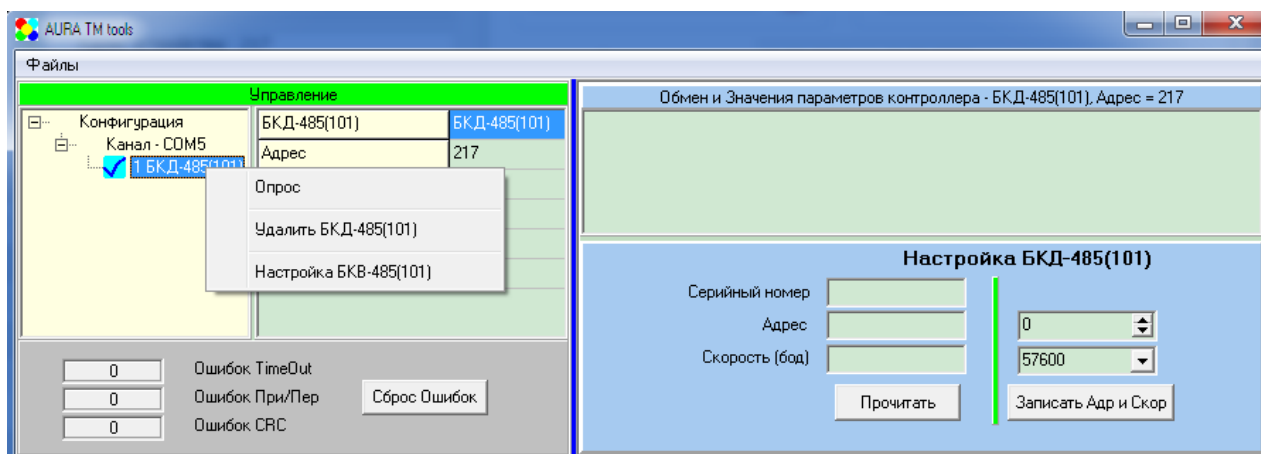 AURA TM tools
Файлы
Управление
Конфигурация
Канал - COM5
1 БКД-485(101)
БКД-485(101) БКД-485(101)
Адрес 217
Опрос
Удалить БКД-485(101)
Настройка БКВ-485(101)
0 Ошибок TimeOut
0 Ошибок При/Пер
0 Ошибок CRC
Сброс Ошибок
Обмен и Значения параметров контроллера - БКД-485(101), Адрес = 217
Настройка БКД-485(101)
Серийный номер
Адрес 0
Скорость (бод) 57600
Прочитать Записать Адр и Скор